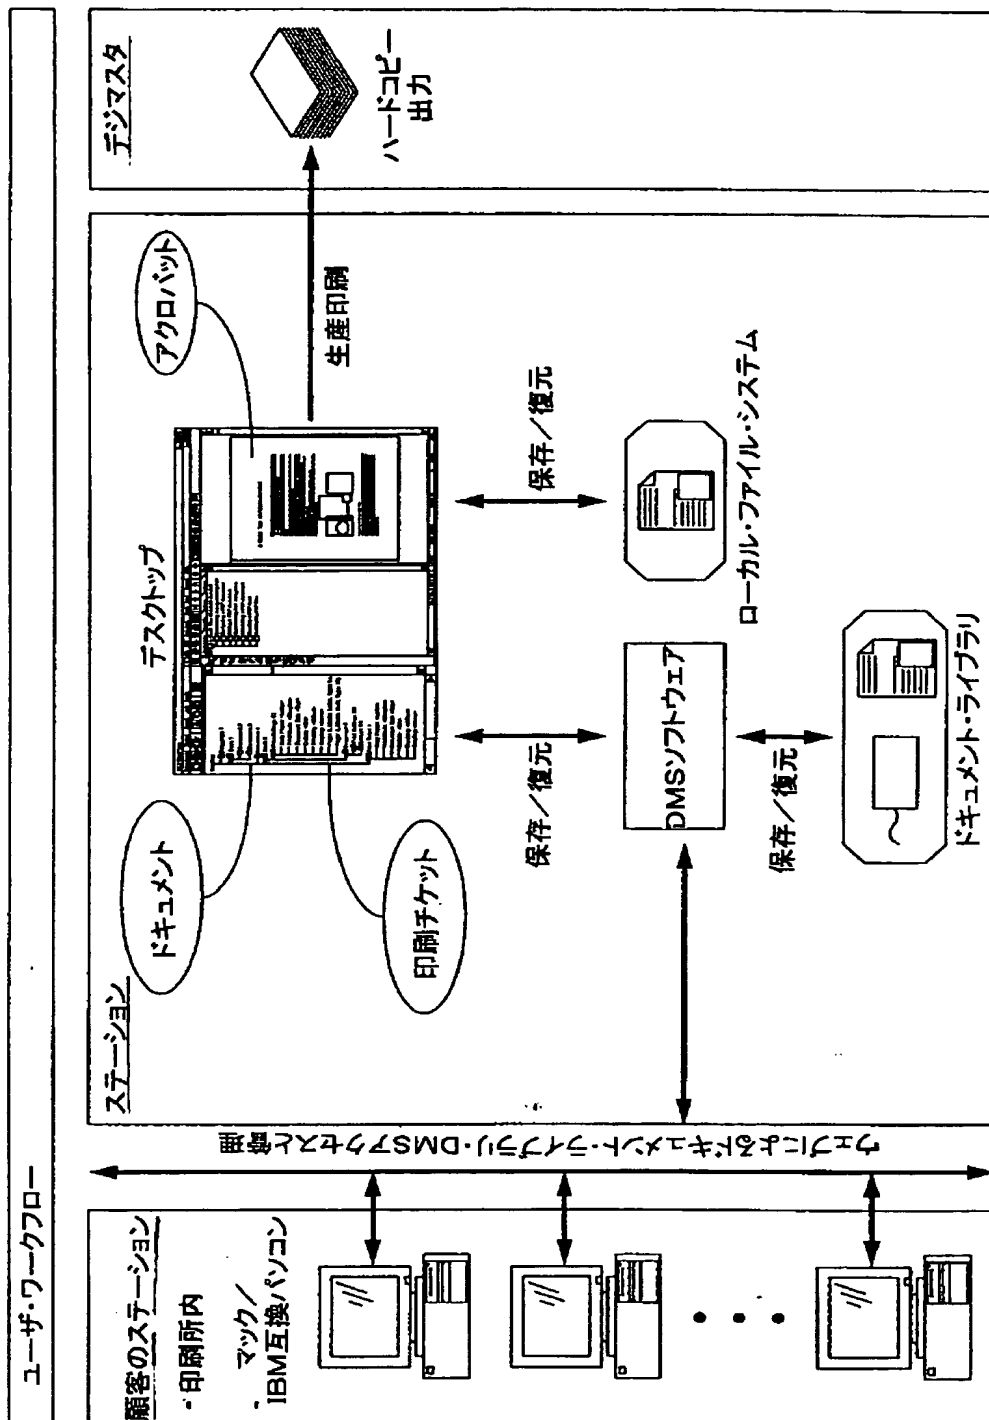 ユーザ・ワークフロー
顧客のステーション
・印刷所内
・マック／
IBM互換パソコン
ウェブによるドキュメント・ライブラリ・DMSアクセスと管理
ステーション
ドキュメント
印刷チケット
デスクトップ
アクロバット
保存／復元
保存／復元
DMSソフトウェア
保存／復元
ローカル・ファイル・システム
ドキュメント・ライブラリ
生産印刷
デジマスタ
ハードコピー
出力